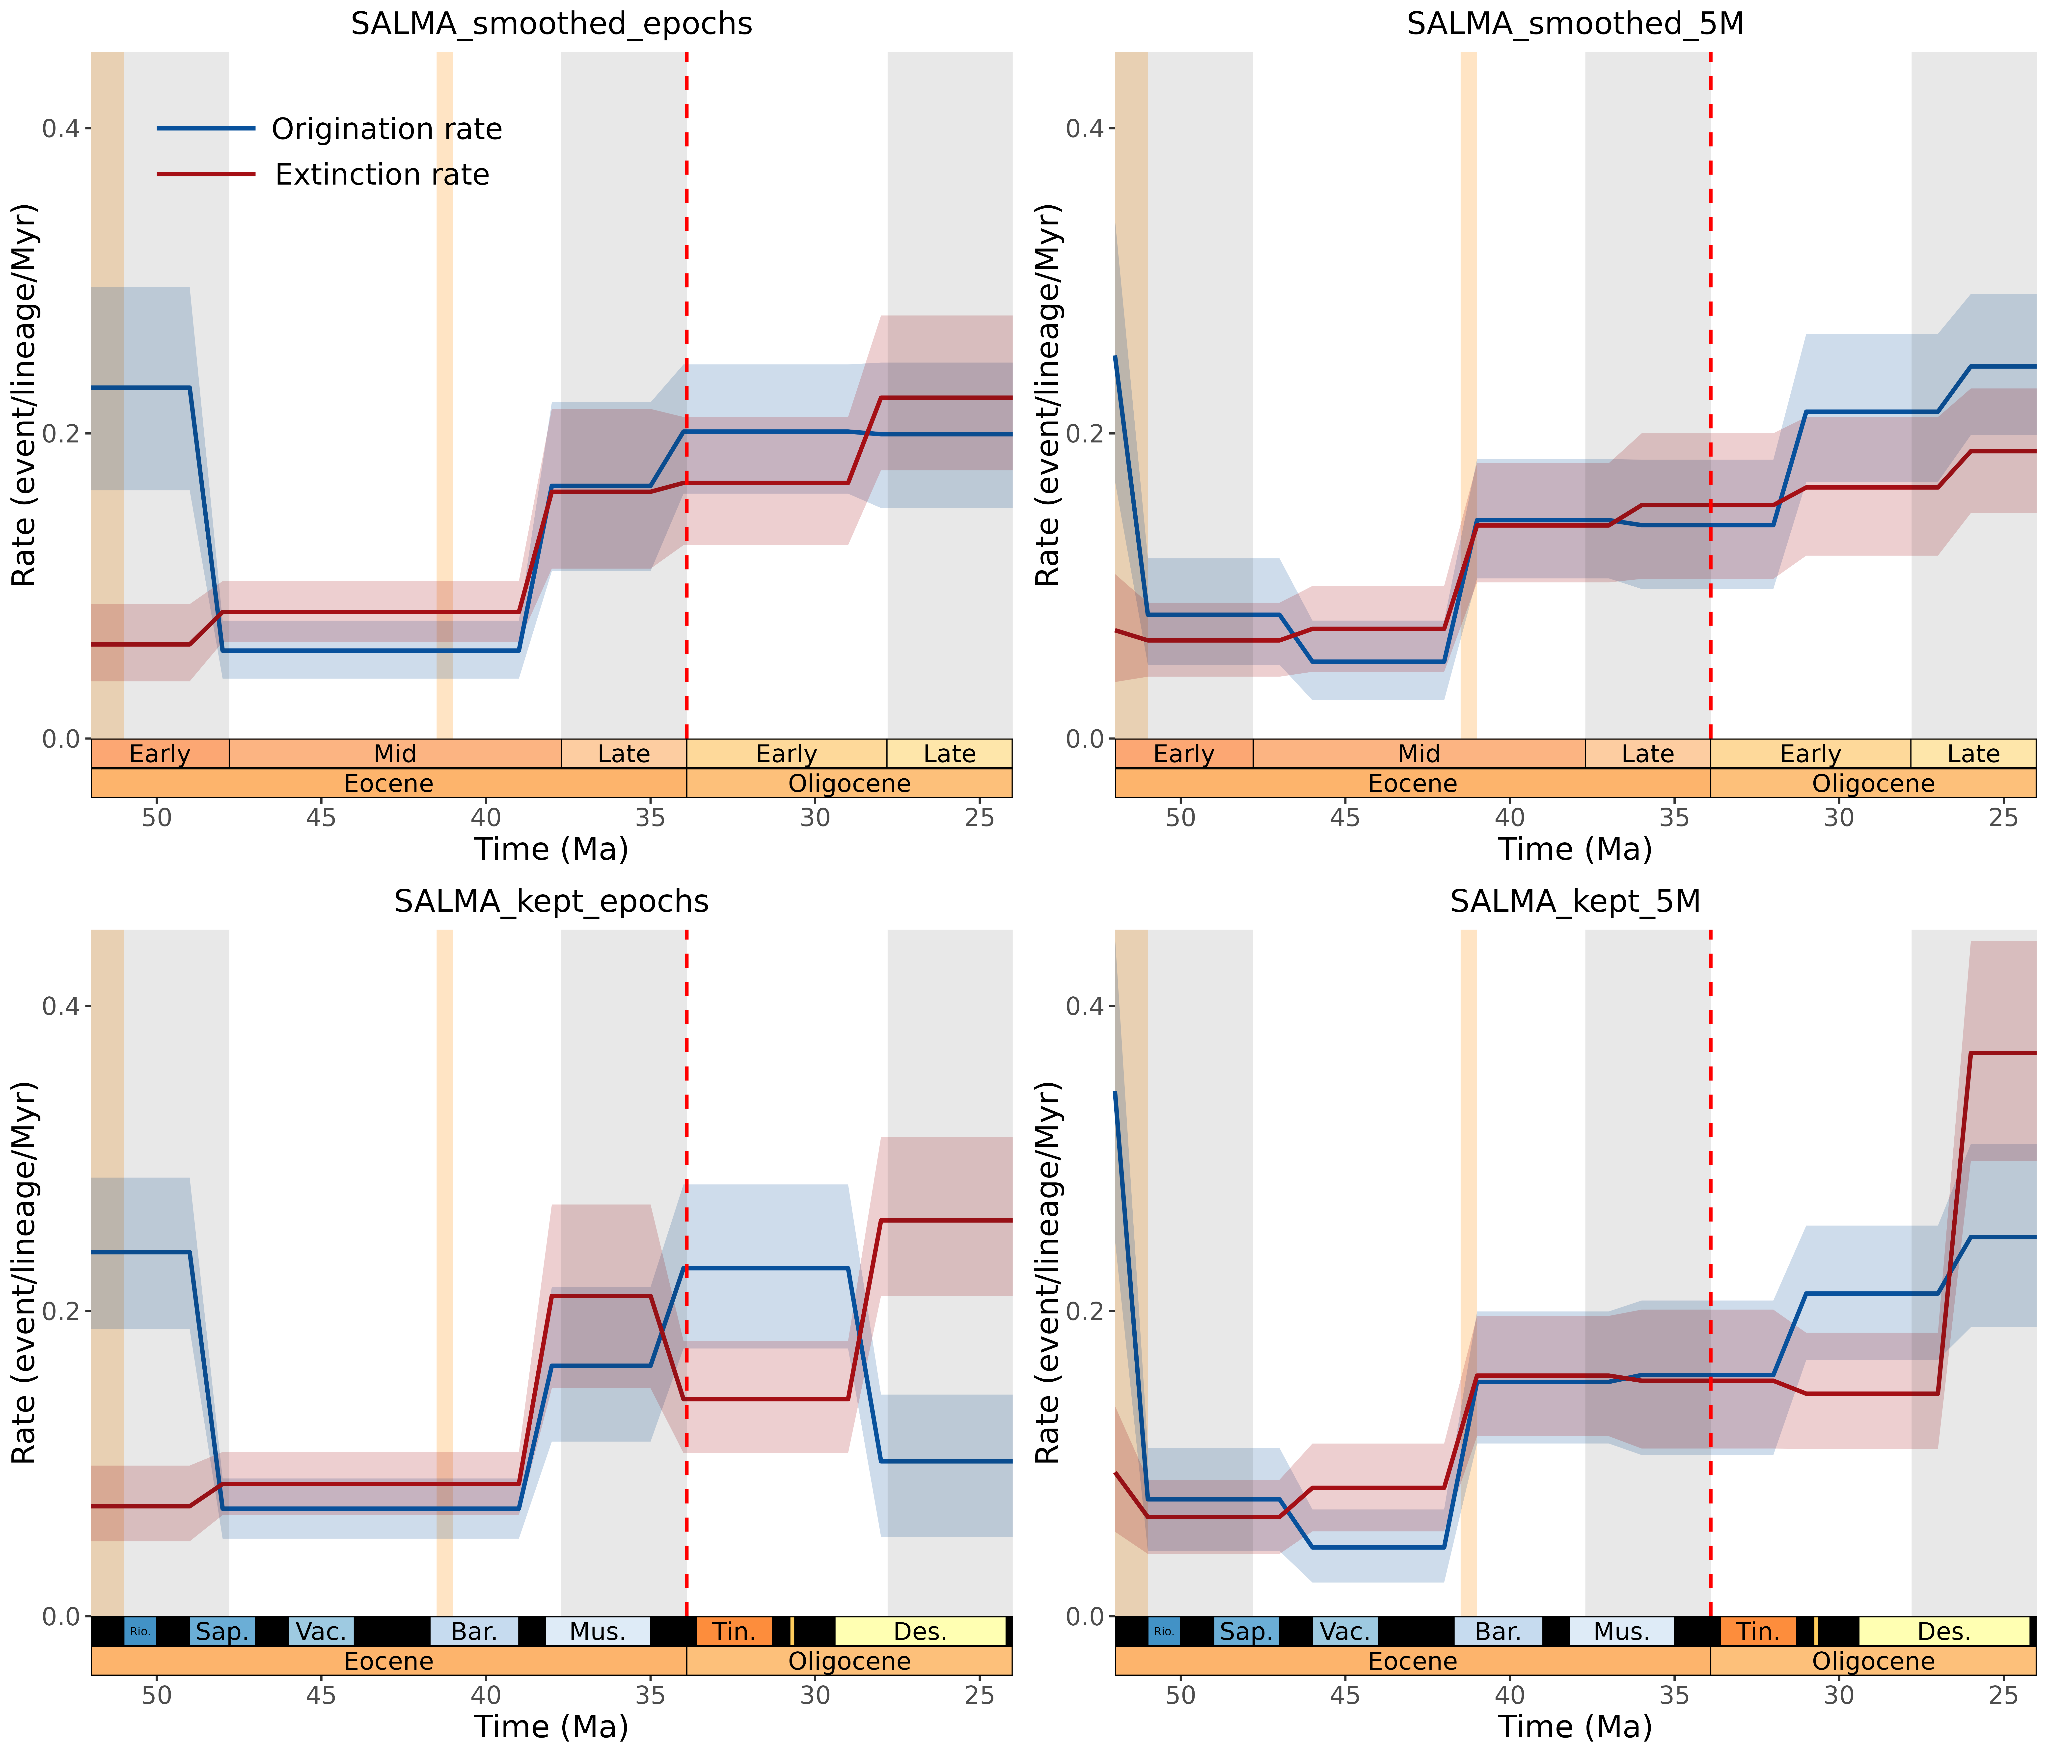 SALMA_smoothed_epochs
Rate (event/lineage/Myr)
0.4
0.2
0.0
Origination rate
Extinction rate
Early Mid Late Early Late
Eocene Oligocene
50 45 40 35 30 25
Time (Ma)
SALMA_smoothed_5M
Rate (event/lineage/Myr)
0.4
0.2
0.0
Early Mid Late Early Late
Eocene Oligocene
50 45 40 35 30 25
Time (Ma)
SALMA_kept_epochs
Rate (event/lineage/Myr)
0.4
0.2
0.0
Rio. Sap. Vac. Bar. Mus. Tin. Des.
Eocene Oligocene
50 45 40 35 30 25
Time (Ma)
SALMA_kept_5M
Rate (event/lineage/Myr)
0.4
0.2
0.0
Rio. Sap. Vac. Bar. Mus. Tin. Des.
Eocene Oligocene
50 45 40 35 30 25
Time (Ma)